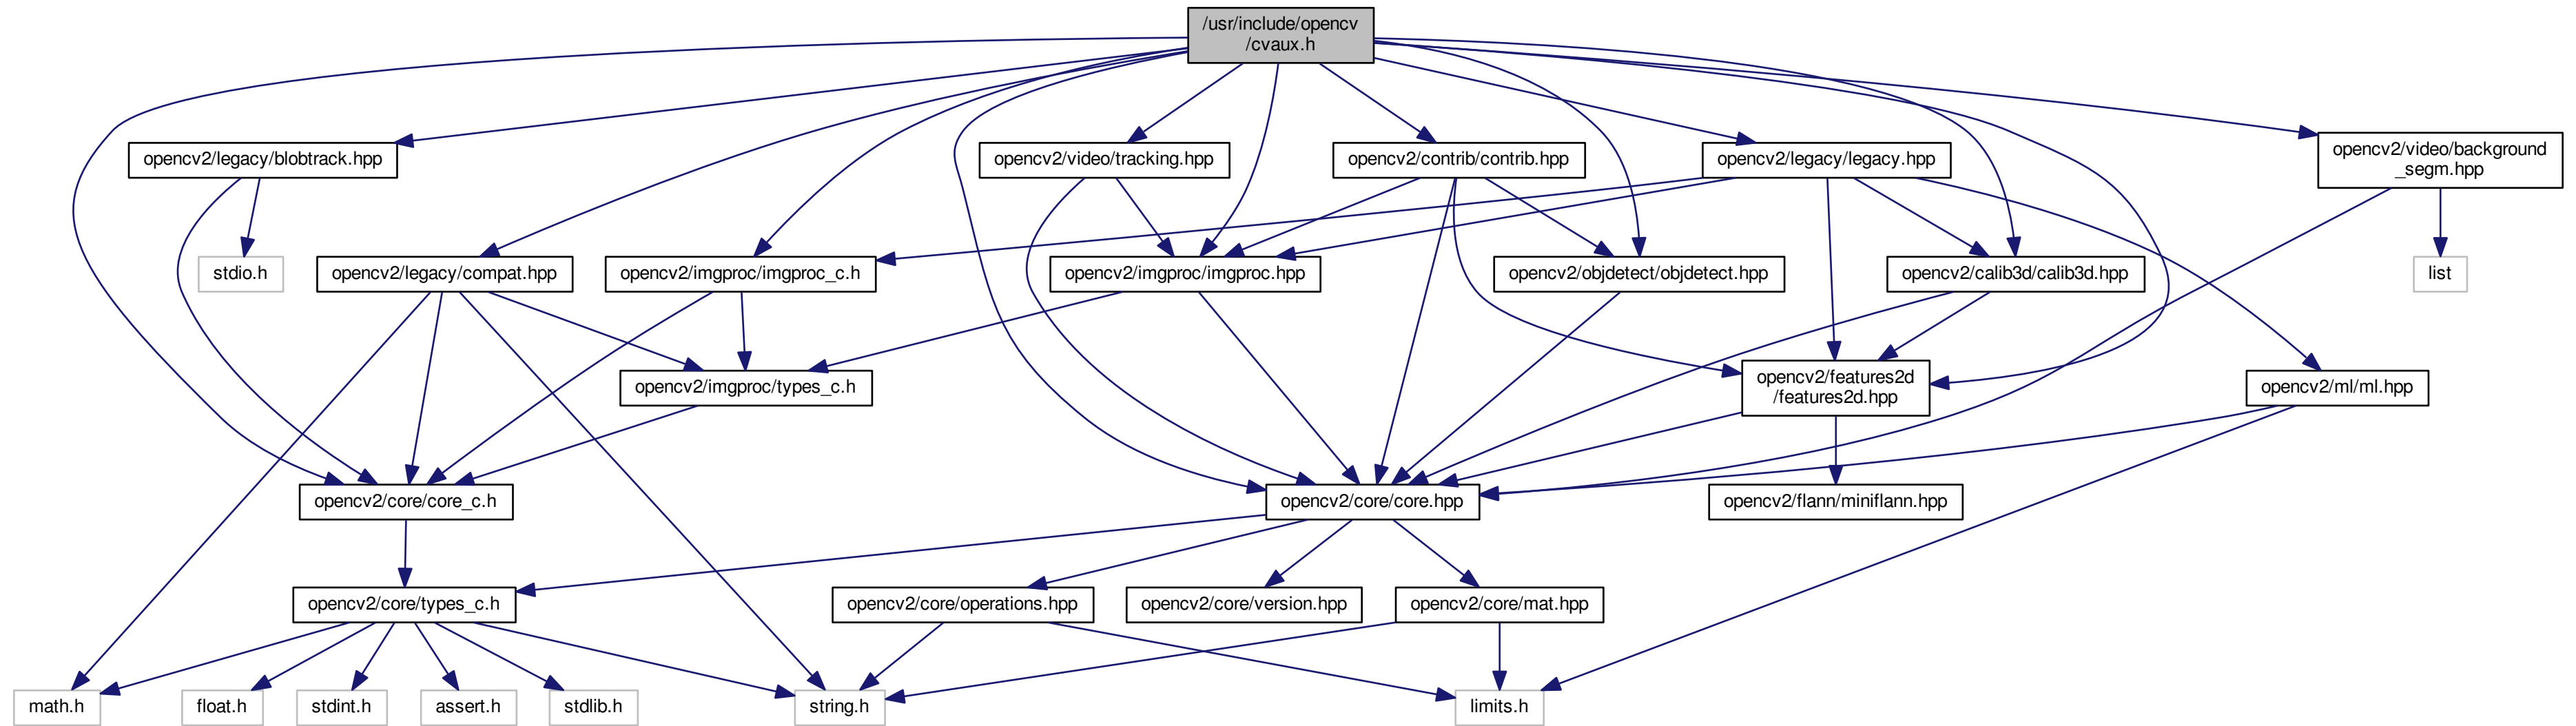 /usr/include/opencv
/cvaux.h
opencv2/legacy/blobtrack.hpp
opencv2/video/tracking.hpp
opencv2/contrib/contrib.hpp
opencv2/legacy/legacy.hpp
opencv2/video/background
_segm.hpp
stdio.h
opencv2/legacy/compat.hpp
opencv2/imgproc/imgproc_c.h
opencv2/imgproc/imgproc.hpp
opencv2/objdetect/objdetect.hpp
opencv2/calib3d/calib3d.hpp
list
opencv2/imgproc/types_c.h
opencv2/features2d
/features2d.hpp
opencv2/ml/ml.hpp
opencv2/core/core_c.h
opencv2/core/core.hpp
opencv2/flann/miniflann.hpp
opencv2/core/types_c.h
opencv2/core/operations.hpp
opencv2/core/version.hpp
opencv2/core/mat.hpp
math.h
float.h
stdint.h
assert.h
stdlib.h
string.h
limits.h